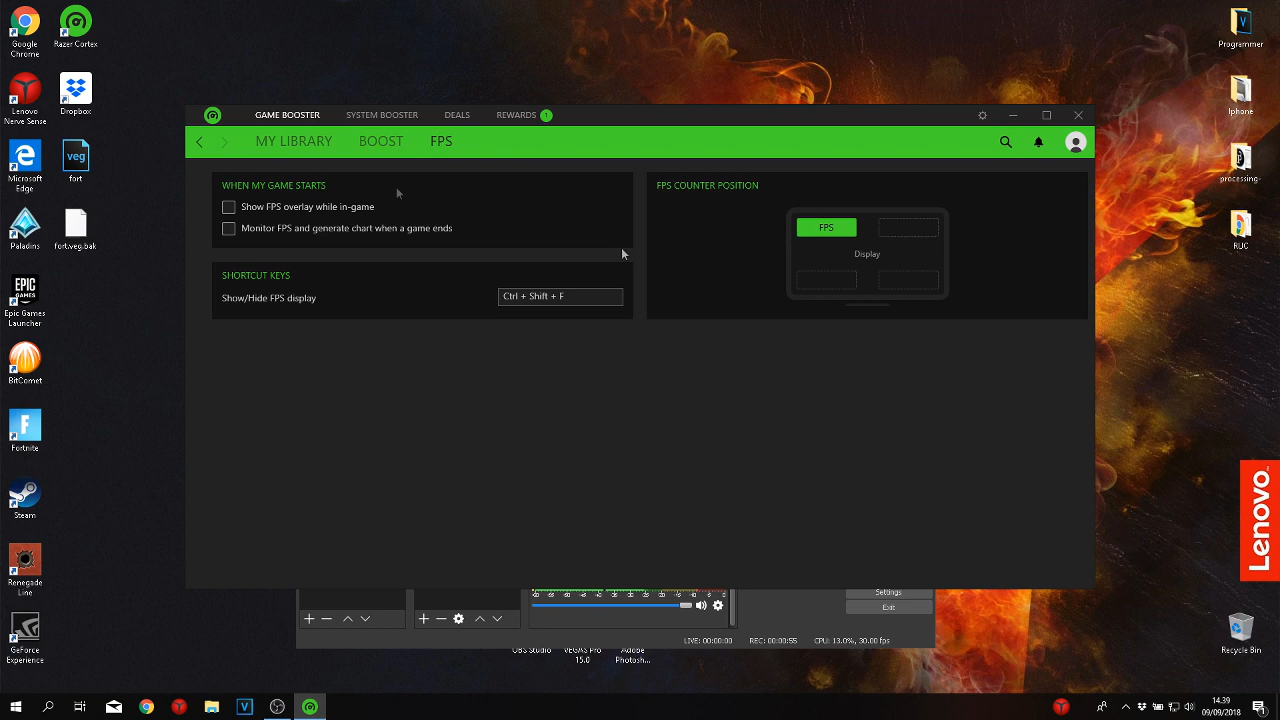 Google
Chrome
Razer Cortex
Lenovo
Nerve Sense
Dropbox
Microsoft
Edge
veg
fort
Paladins
fortveg.bak
EPIC
GAMES
Epic Games
Launcher
BitComet
Fortnite
Steam
Renegade
Line
GeForce
Experience
GAME BOOSTER
SYSTEM BOOSTER
DEALS
REWARDS
1
MY LIBRARY
BOOST
FPS
WHEN MY GAME STARTS
Show FPS overlay while in-game
Monitor FPS and generate chart when a game ends
SHORTCUT KEYS
Show/Hide FPS display
Ctrl + Shift + F
FPS COUNTER POSITION
FPS
Display
Settings
Exit
LIVE: 00:00:00
REC: 00:00:55
CPU: 13.0%, 30.00 fps
OBS Studio
VEGAS Pro
15.0
Adobe
Photosh...
V
Programmer
Iphone
processing-
RUC
Lenovo
Recycle Bin
V
14.39
09/09/2018
1